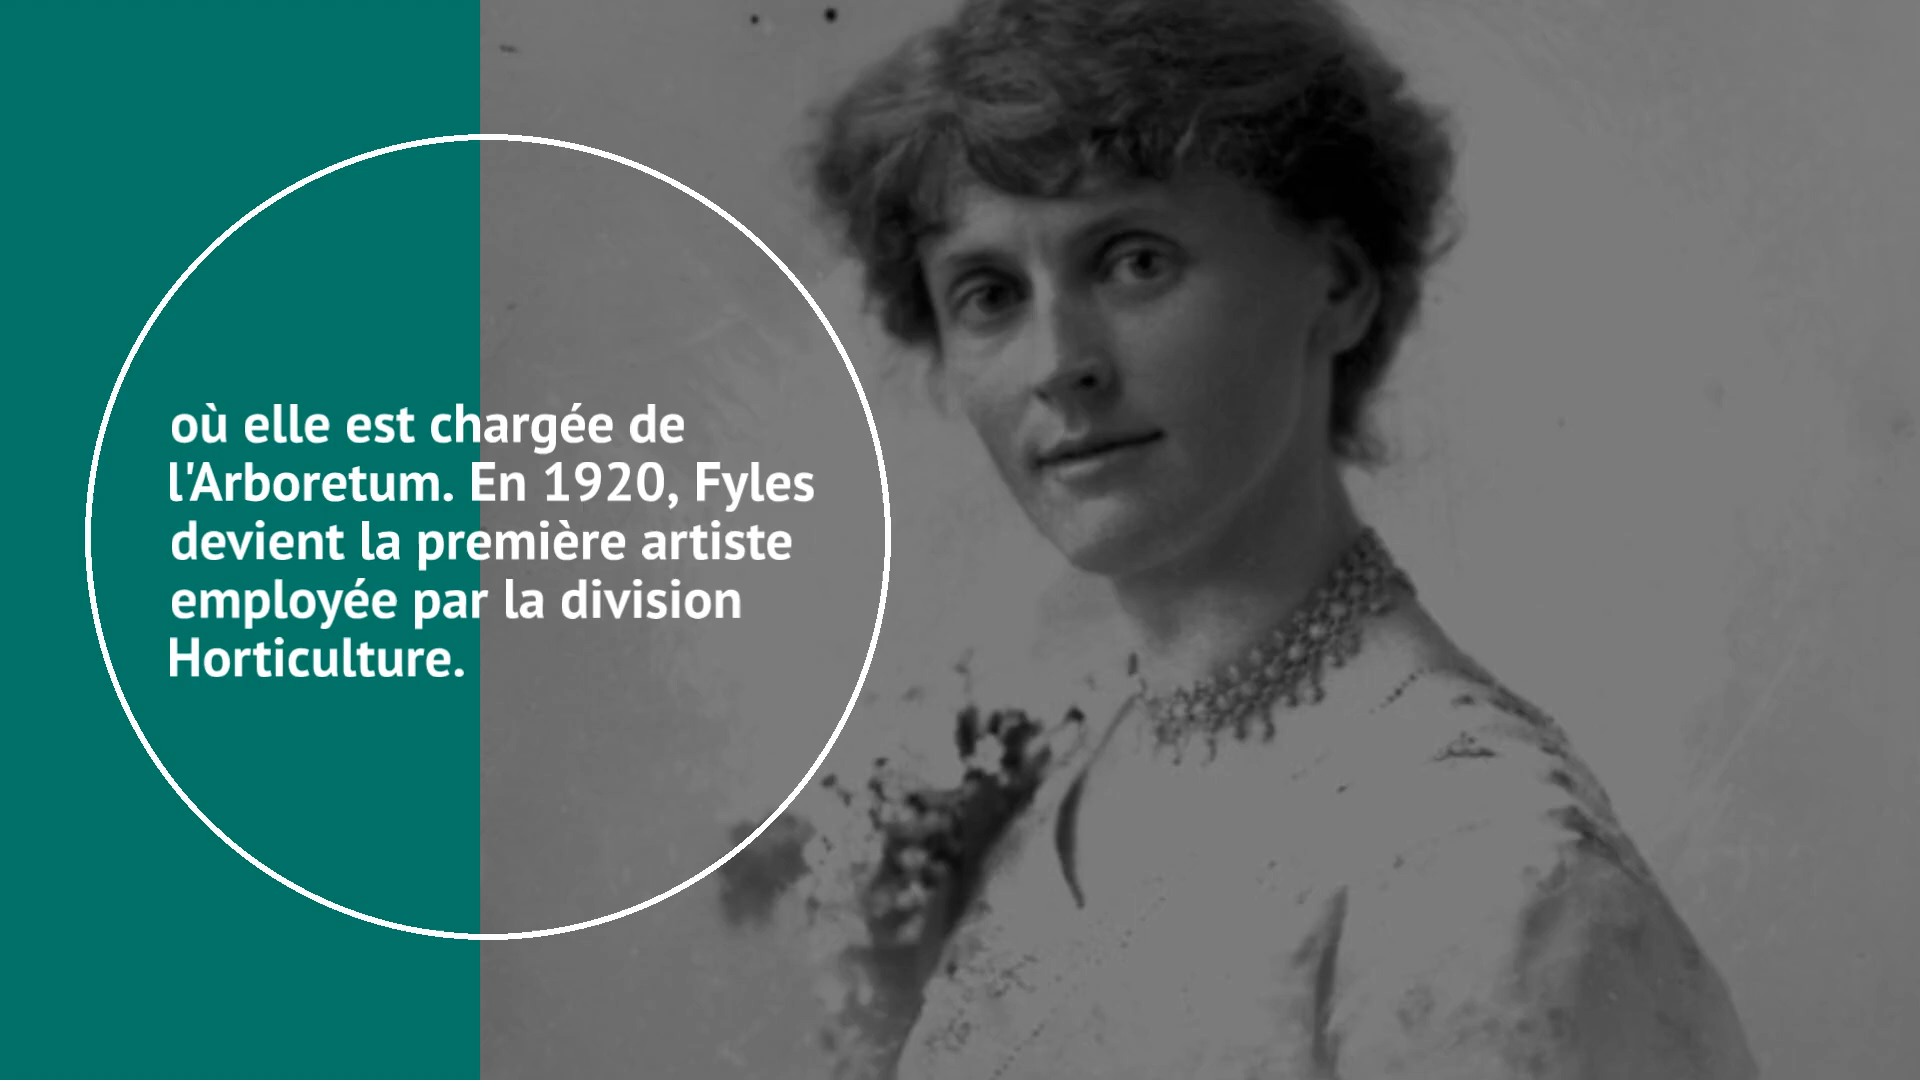 où elle est chargée de
l'Arboretum. En 1920, Fyles
devient la première artiste
employée par la division
Horticulture.